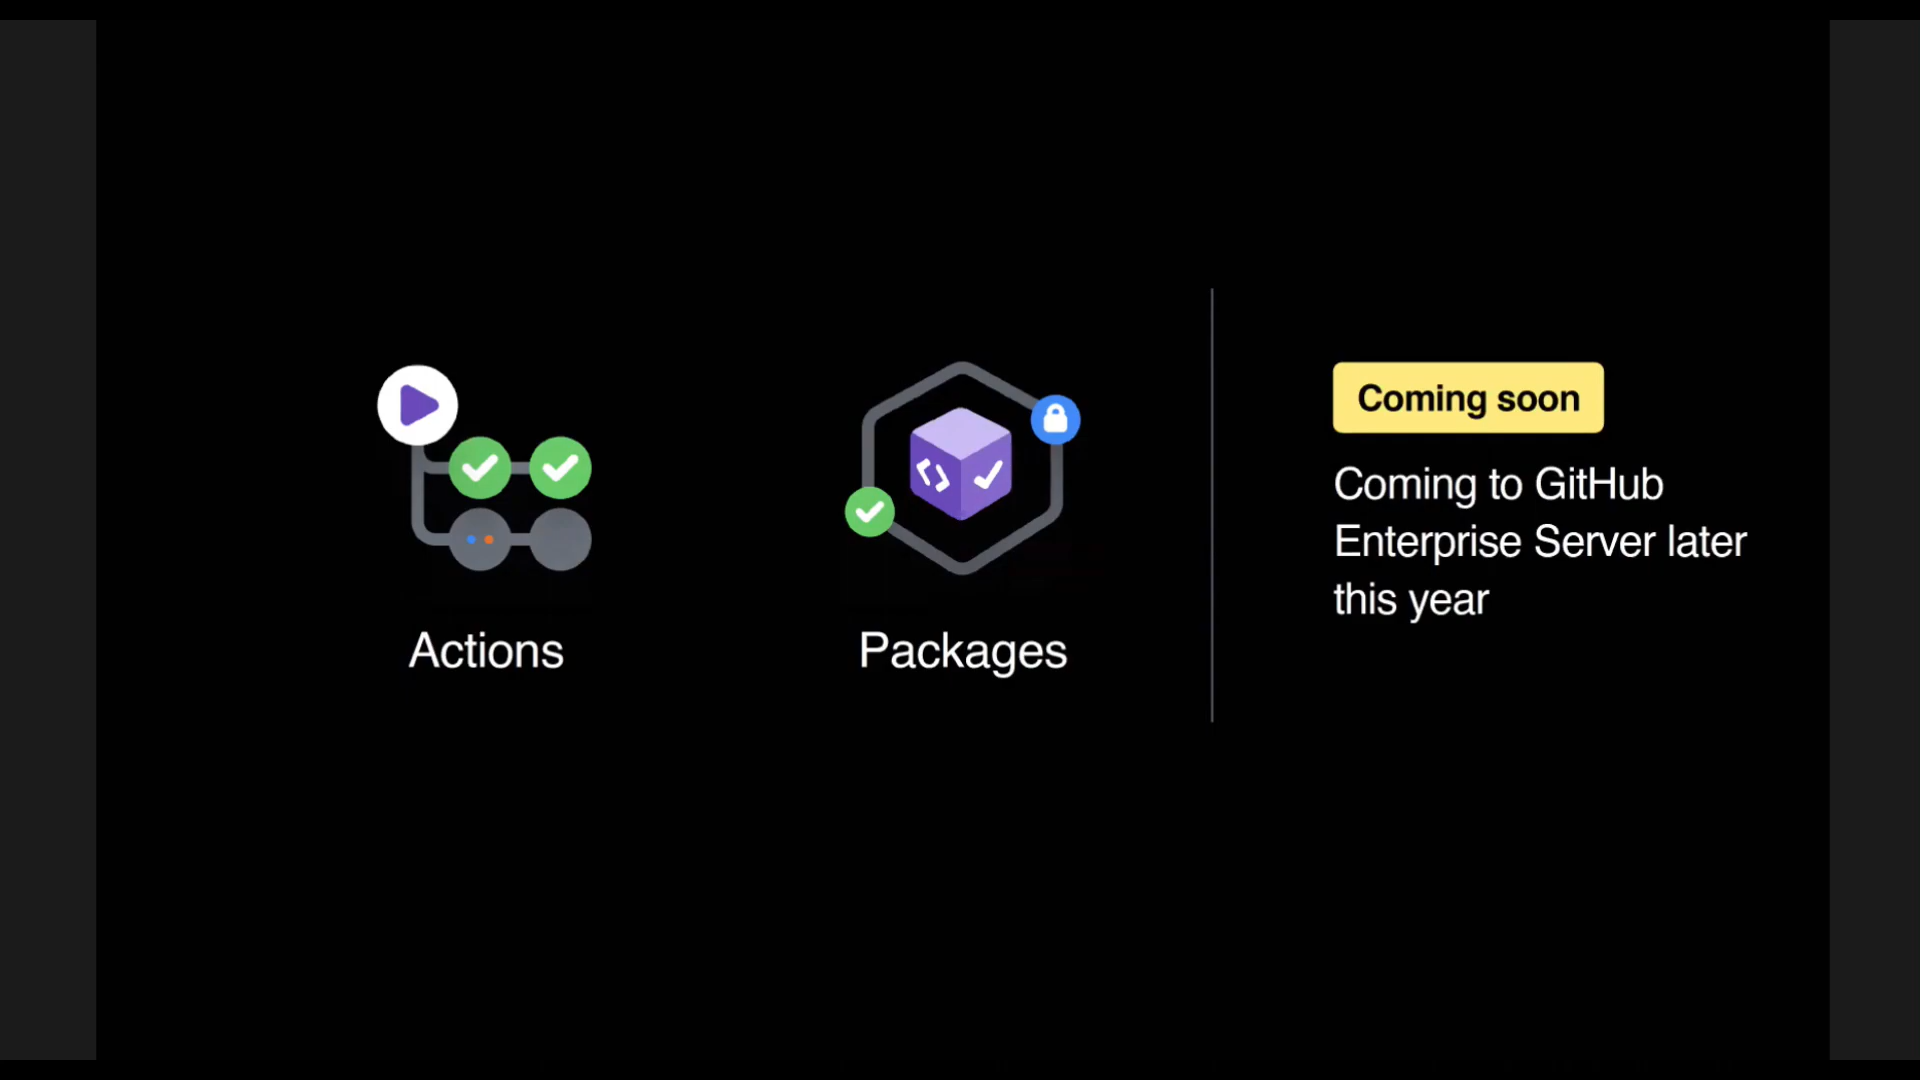 Actions
Packages
Coming soon
Coming to GitHub
Enterprise Server later
this year